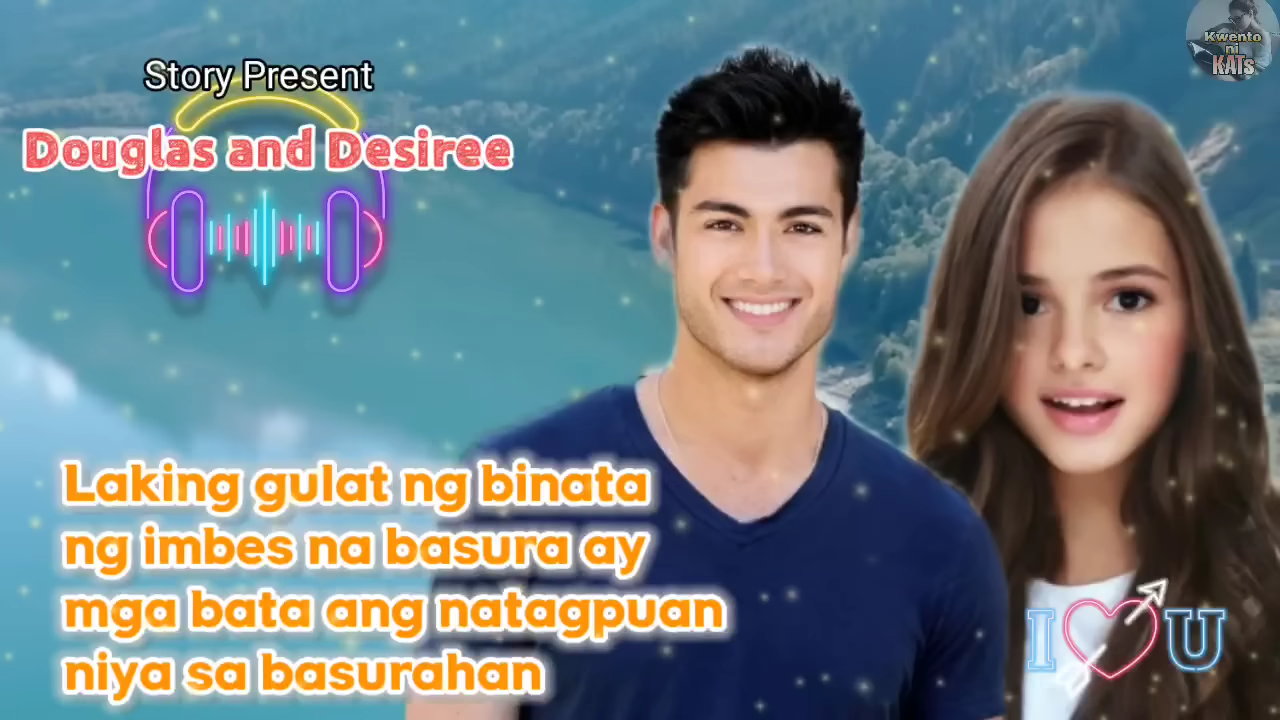 Story Present
Douglas and Desiree
Kwento
ni
KATs
Laking gulat ng binata
ng imbes na basura ay
mga bata ang natagpuan
niya sa basurahan
I U